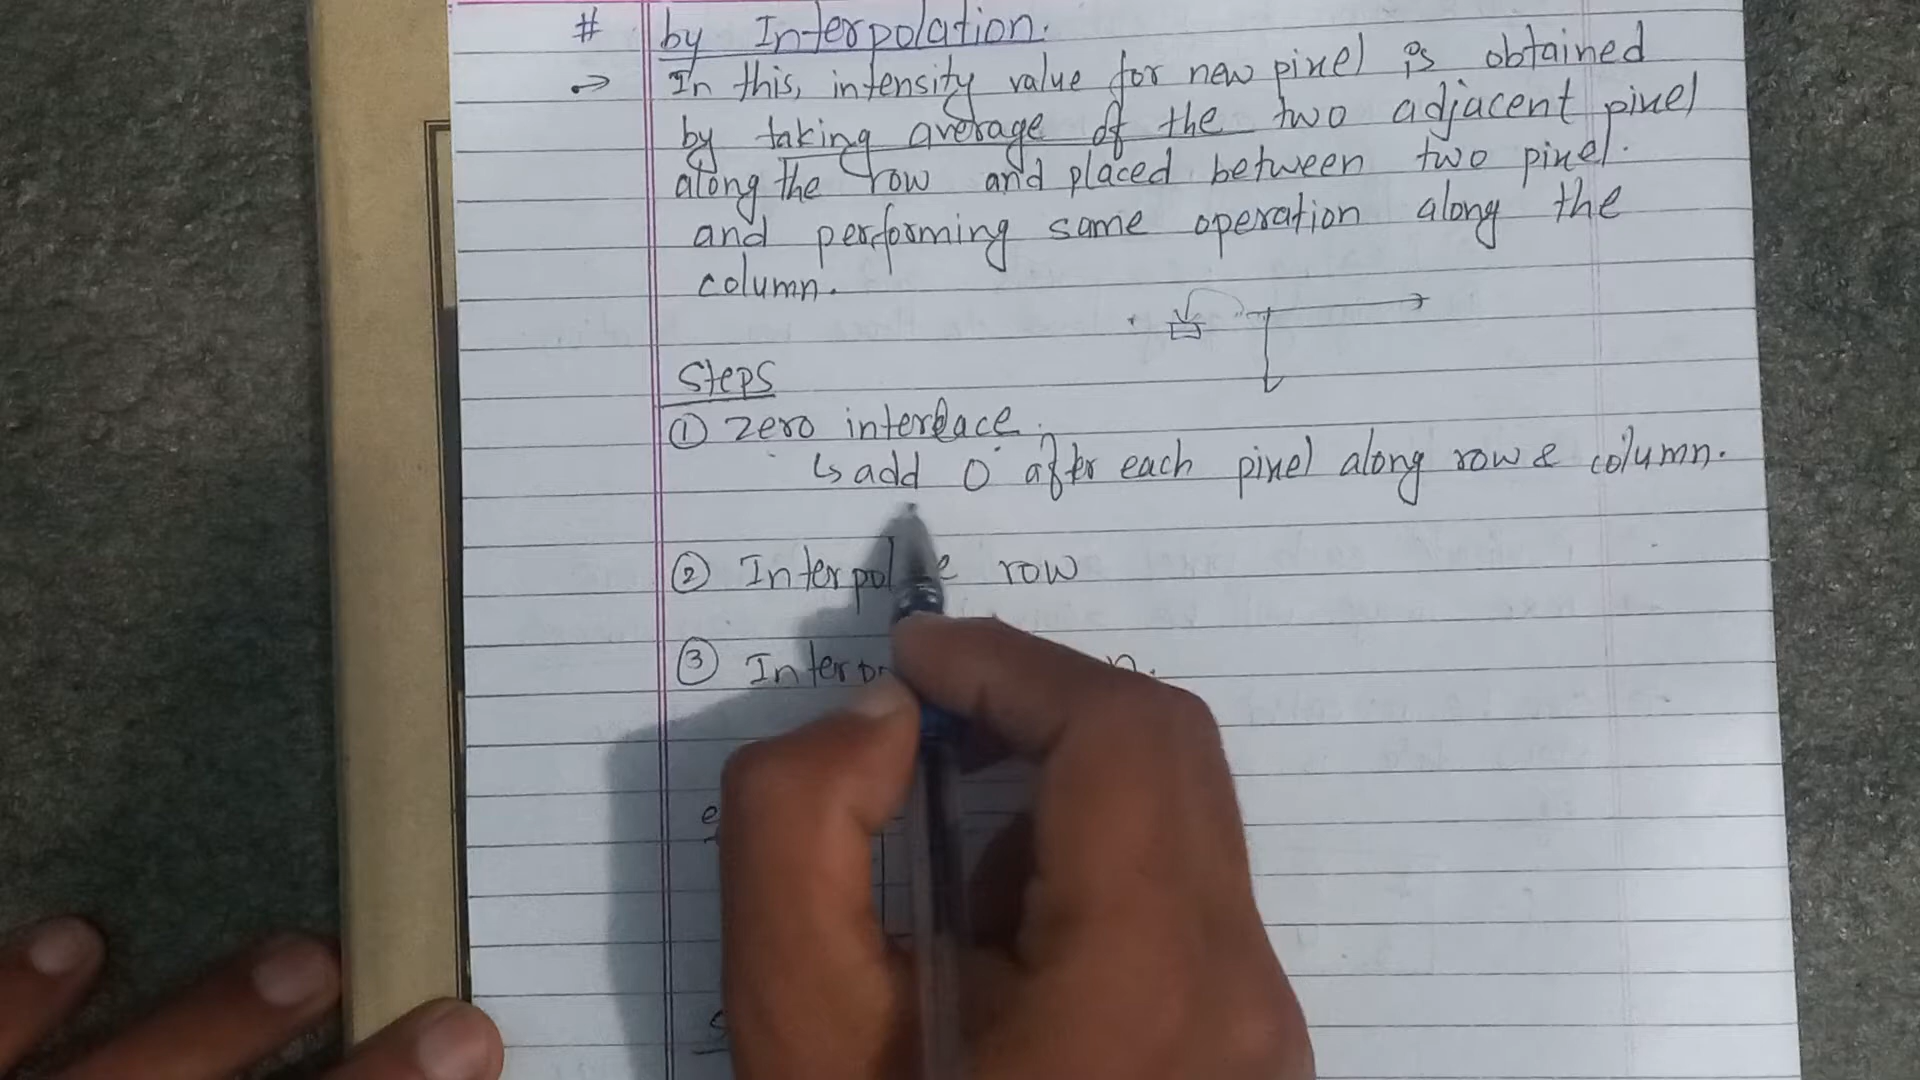 # by Interpolation.
→ In this, intensity value for new pixel is obtained
by taking average of the two adjacent pixel
along the row and placed between two pixel.
and performing same operation along the
column.
Steps
① Zero interlace.
↳ add 0 after each pixel along row & column.
② row
③